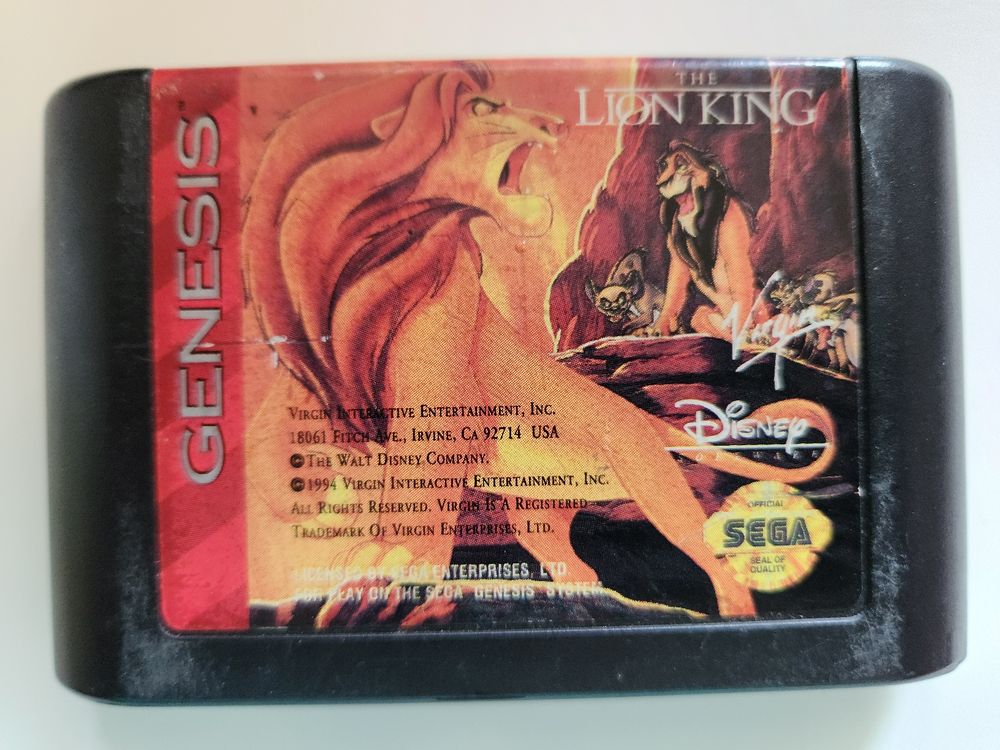 GENESIS™
THE
LION KING
Virgin
Disney
SOFTWARE
VIRGIN INTERACTIVE ENTERTAINMENT, INC.
18061 FITCH AVE., IRVINE, CA 92714 USA
© THE WALT DISNEY COMPANY.
© 1994 VIRGIN INTERACTIVE ENTERTAINMENT, INC.
ALL RIGHTS RESERVED. VIRGIN IS A REGISTERED
TRADEMARK OF VIRGIN ENTERPRISES, LTD.
OFFICIAL
SEGA
SEAL OF
QUALITY
LICENSED BY SEGA ENTERPRISES, LTD
FOR PLAY ON THE SEGA GENESIS SYSTEM.